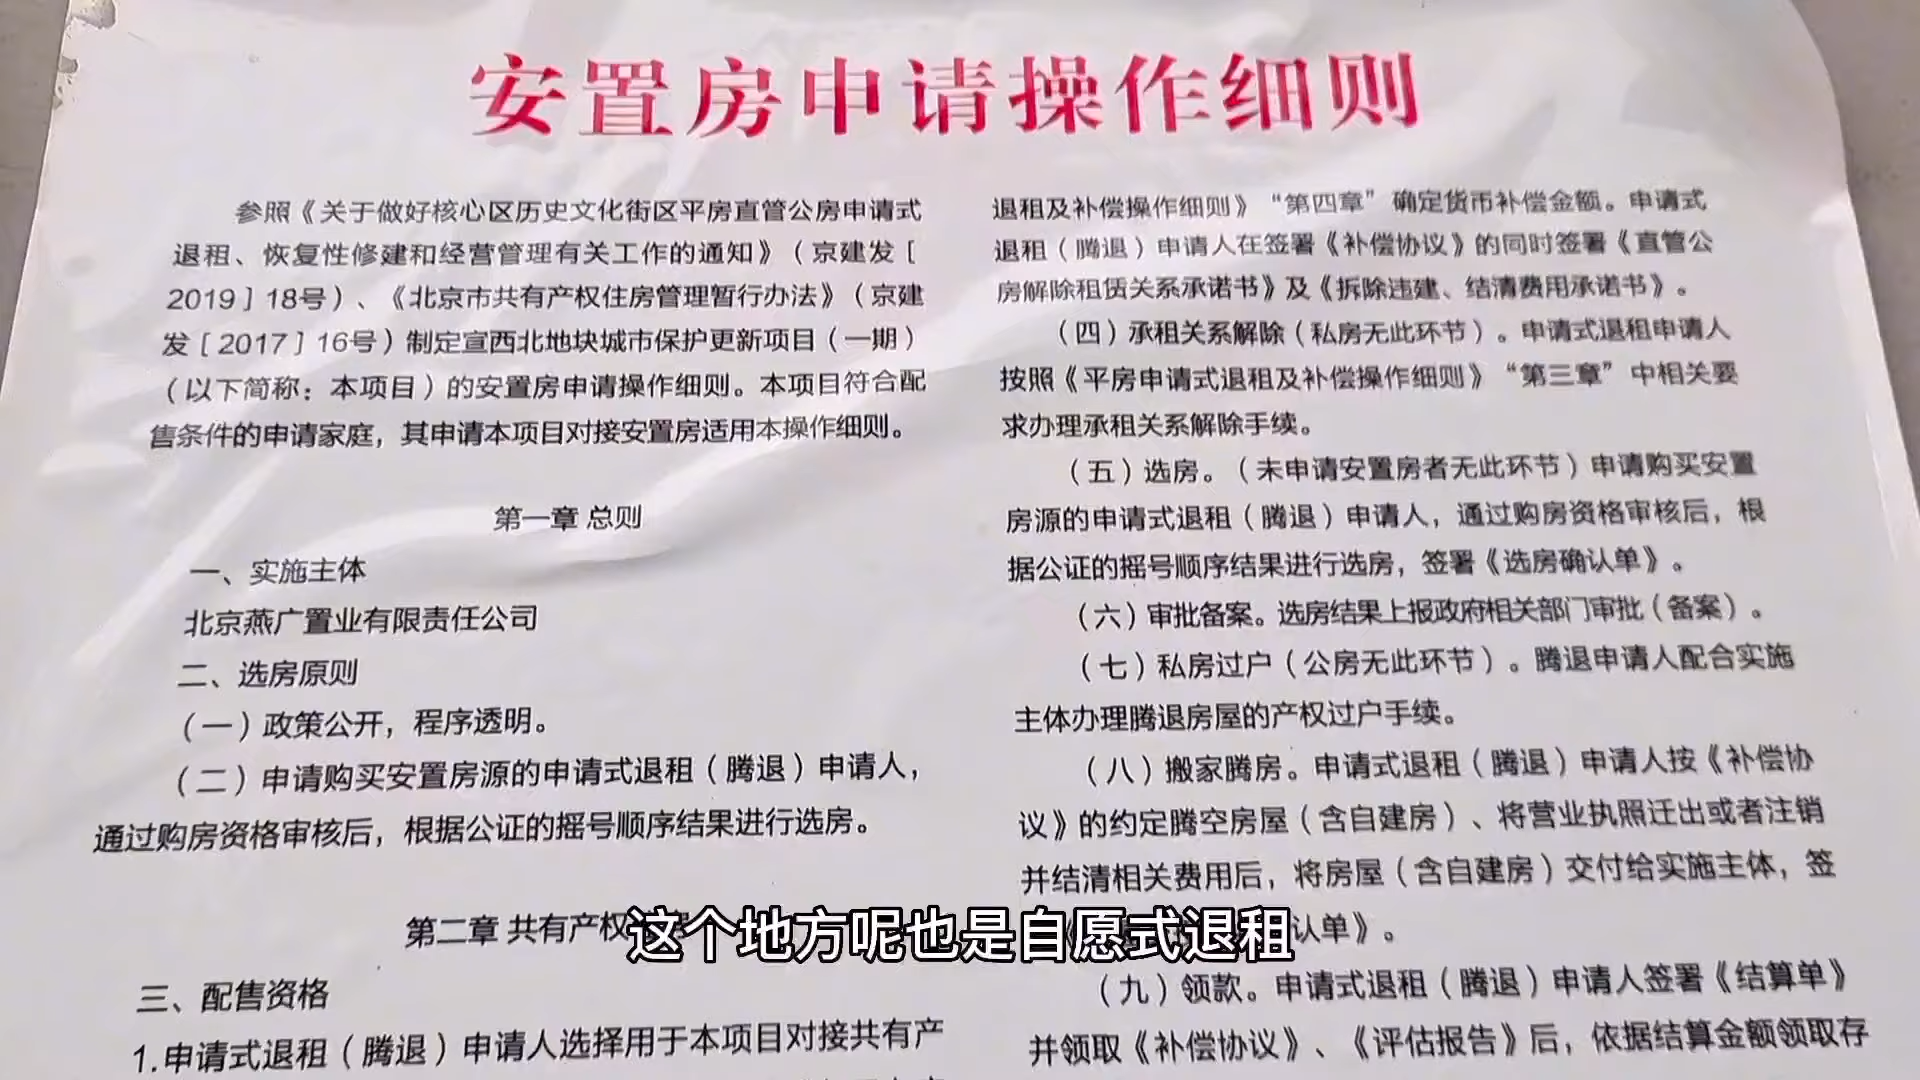 安置房申请操作细则
参照《关于做好核心区历史文化街区平房直管公房申请式
退租、恢复性修建和经营管理有关工作的通知》（京建发［
2019］18号）、《北京市共有产权住房管理暂行办法》（京建
发［2017］16号）制定宣西北地块城市保护更新项目（一期）
（以下简称：本项目）的安置房申请操作细则。本项目符合配
售条件的申请家庭，其申请本项目对接安置房适用本操作细则。
第一章 总则
一、实施主体
北京燕广置业有限责任公司
二、选房原则
（一）政策公开，程序透明。
（二）申请购买安置房源的申请式退租（腾退）申请人，
通过购房资格审核后，根据公证的摇号顺序结果进行选房。
第二章 共有产权
三、配售资格
1.申请式退租（腾退）申请人选择用于本项目对接共有产
退租及补偿操作细则》“第四章”确定货币补偿金额。申请式
退租（腾退）申请人在签署《补偿协议》的同时签署《直管公
房解除租赁关系承诺书》及《拆除违建、结清费用承诺书》。
（四）承租关系解除（私房无此环节）。申请式退租申请人
按照《平房申请式退租及补偿操作细则》“第三章”中相关要
求办理承租关系解除手续。
（五）选房。（未申请安置房者无此环节）申请购买安置
房源的申请式退租（腾退）申请人，通过购房资格审核后，根
据公证的摇号顺序结果进行选房，签署《选房确认单》。
（六）审批备案。选房结果上报政府相关部门审批（备案）。
（七）私房过户（公房无此环节）。腾退申请人配合实施
主体办理腾退房屋的产权过户手续。
（八）搬家腾房。申请式退租（腾退）申请人按《补偿协
议》的约定腾空房屋（含自建房）、将营业执照迁出或者注销
并结清相关费用后，将房屋（含自建房）交付给实施主体，签
认单》。
（九）领款。申请式退租（腾退）申请人签署《结算单》
并领取《补偿协议》、《评估报告》后，依据结算金额领取存
这个地方呢也是自愿式退租